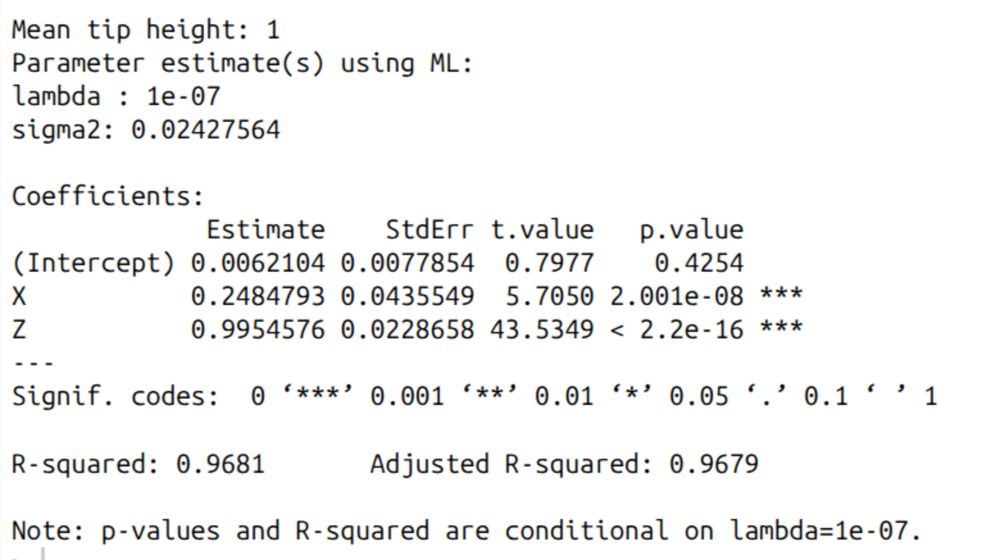 Mean tip height: 1
Parameter estimate(s) using ML:
lambda : 1e-07
sigma2: 0.02427564

Coefficients:
             Estimate    StdErr t.value   p.value
(Intercept) 0.0062104 0.0077854  0.7977    0.4254
X           0.2484793 0.0435549  5.7050 2.001e-08 ***
Z           0.9954576 0.0228658 43.5349 < 2.2e-16 ***
---
Signif. codes:  0 ‘***’ 0.001 ‘**’ 0.01 ‘*’ 0.05 ‘.’ 0.1 ‘ ’ 1

R-squared: 0.9681       Adjusted R-squared: 0.9679

Note: p-values and R-squared are conditional on lambda=1e-07.